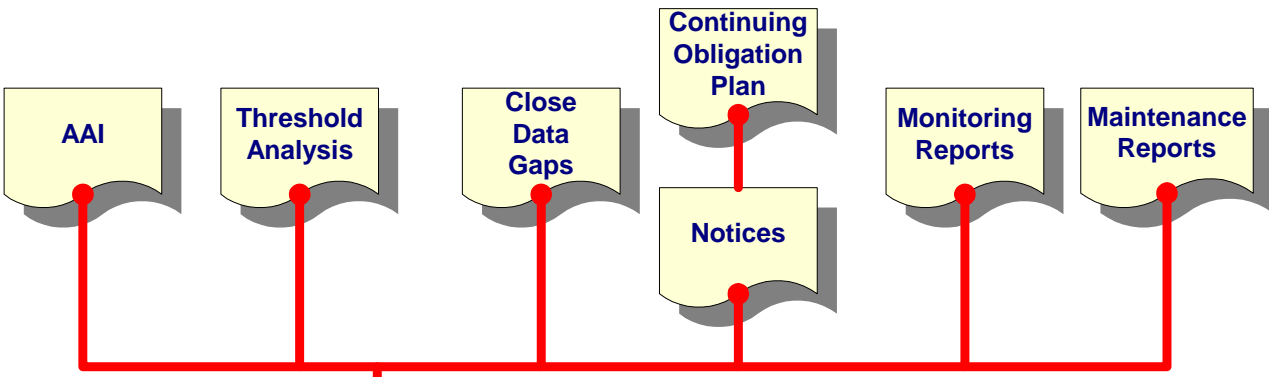 AAI
Threshold
Analysis
Close
Data
Gaps
Continuing
Obligation
Plan
Notices
Monitoring
Reports
Maintenance
Reports